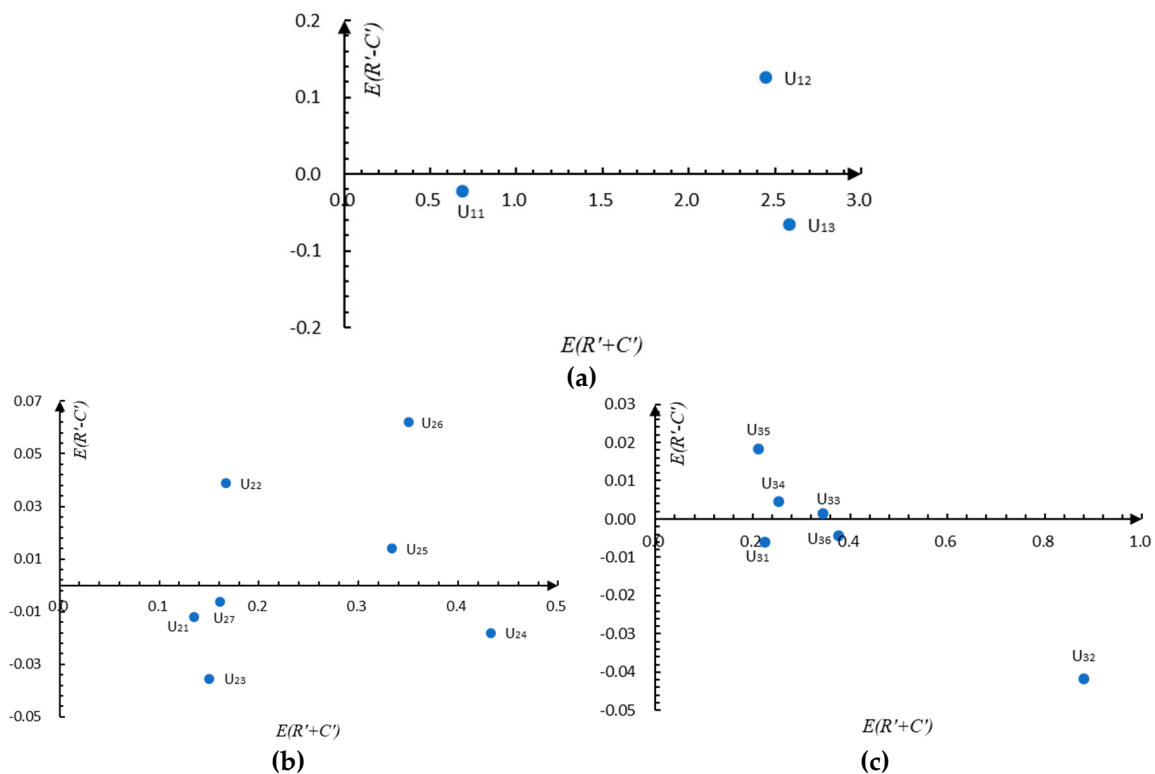 0.2
E(R'-C')
0.1
U12
0.0
0.0 0.5 1.0 1.5 2.0 2.5 3.0
U11
U13
-0.1
-0.2
E(R'+C')
(a)
0.07
E(R'-C')
U26
0.05
U22
0.03
U25
0.01
0.0 0.1 0.2 0.3 0.4 0.5
-0.01
U21 U27 U24
-0.03
U23
-0.05
E(R'+C')
(b)
0.03
E(R'-C')
U35
0.02
U34
0.01
U33
0.00
0.0 0.2 0.4 0.6 0.8 1.0
U36
U31
-0.01
-0.02
-0.03
U32
-0.04
-0.05
E(R'+C')
(c)